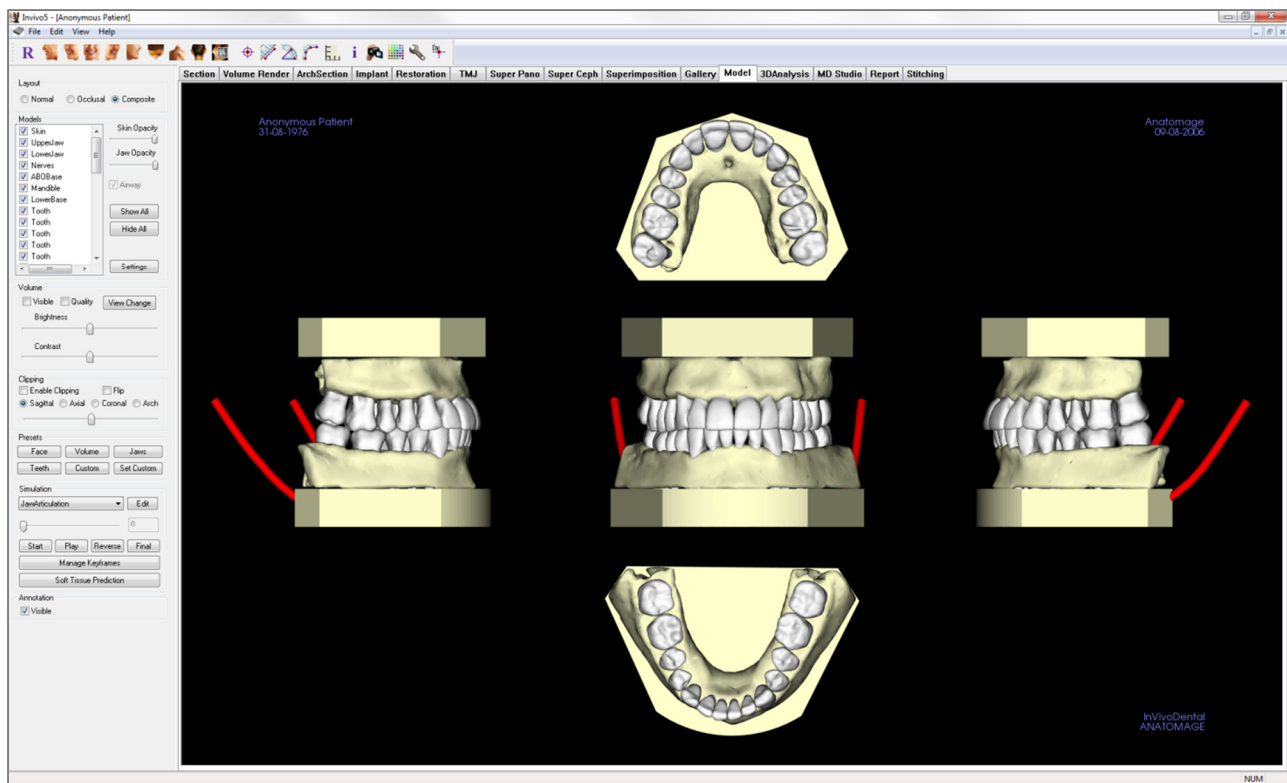 Invivo5 - [Anonymous Patient]
File Edit View Help
R
i
Section Volume Render ArchSection Implant Restoration TMJ Super Pano Super Ceph Superimposition Gallery Model 3DAnalysis MD Studio Report Stitching
Layout
Normal Occlusal Composite
Models
Skin
UpperJaw
LowerJaw
Nerves
ABOBase
Mandible
LowerBase
Tooth
Tooth
Tooth
Tooth
Tooth
Skin Opacity
Jaw Opacity
Airway
Show All
Hide All
Settings
Volume
Visible Quality View Change
Brightness
Contrast
Clipping
Enable Clipping Flip
Sagittal Axial Coronal Arch
Presets
Face Volume Jaws
Teeth Custom Set Custom
Simulation
JawArticulation Edit
0
Start Play Reverse Final
Manage Keyframes
Soft Tissue Prediction
Annotation
Visible
Anonymous Patient
31-08-1976
Anatomage
09-08-2006
InVivoDental
ANATOMAGE
NUM